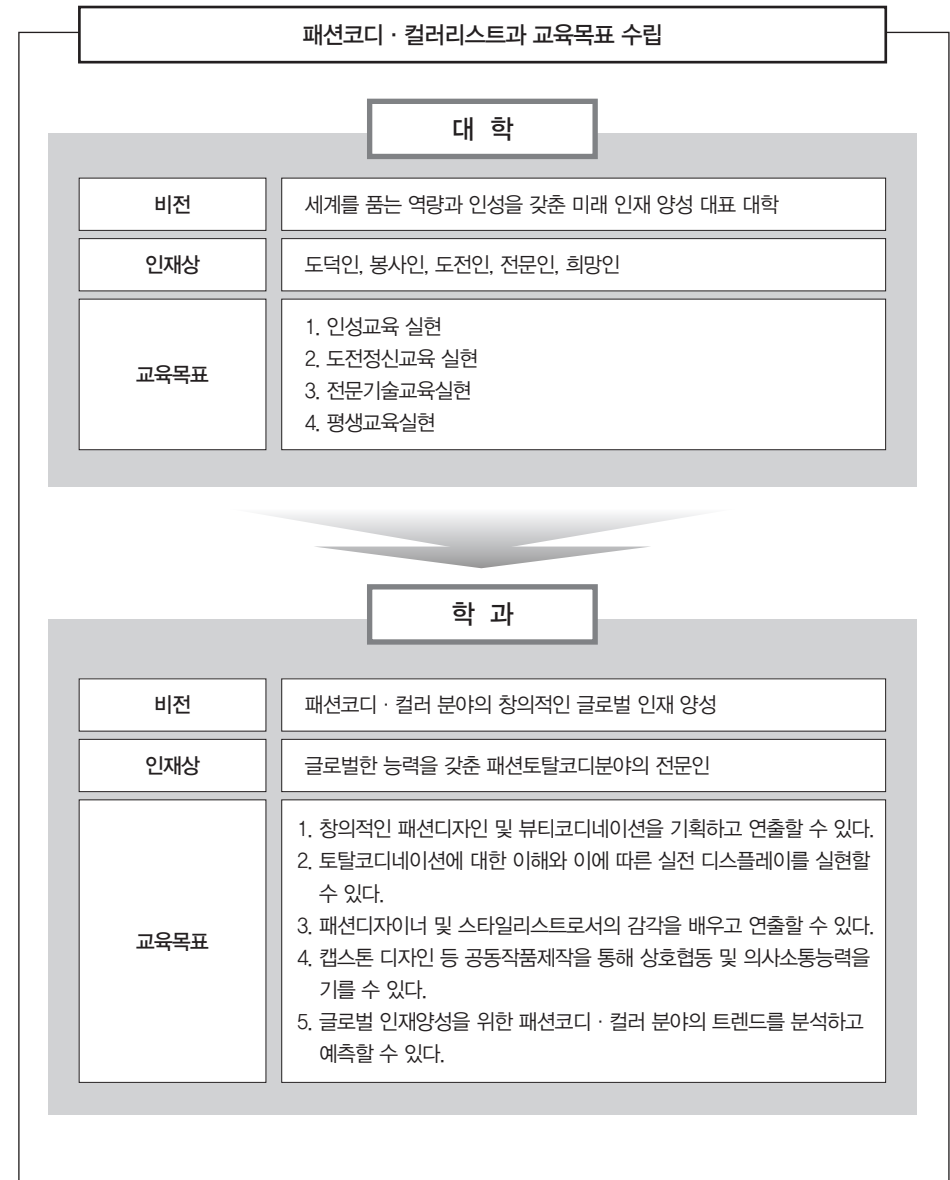 패션코디 · 컬러리스트과 교육목표 수립
대 학
비전
세계를 품는 역량과 인성을 갖춘 미래 인재 양성 대표 대학
인재상
도덕인, 봉사인, 도전인, 전문인, 희망인
교육목표
1. 인성교육 실현
2. 도전정신교육 실현
3. 전문기술교육실현
4. 평생교육실현
학 과
비전
패션코디 · 컬러 분야의 창의적인 글로벌 인재 양성
인재상
글로벌한 능력을 갖춘 패션토탈코디분야의 전문인
교육목표
1. 창의적인 패션디자인 및 뷰티코디네이션을 기획하고 연출할 수 있다.
2. 토탈코디네이션에 대한 이해와 이에 따른 실전 디스플레이를 실현할
수 있다.
3. 패션디자이너 및 스타일리스트로서의 감각을 배우고 연출할 수 있다.
4. 캡스톤 디자인 등 공동작품제작을 통해 상호협동 및 의사소통능력을
기를 수 있다.
5. 글로벌 인재양성을 위한 패션코디 · 컬러 분야의 트렌드를 분석하고
예측할 수 있다.